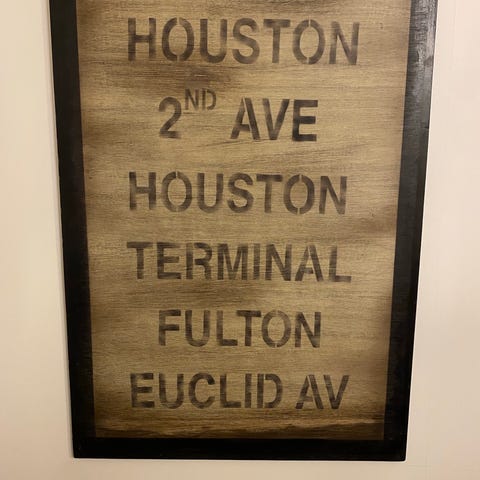 HOUSTON
2ND AVE
HOUSTON
TERMINAL
FULTON
EUCLID AV